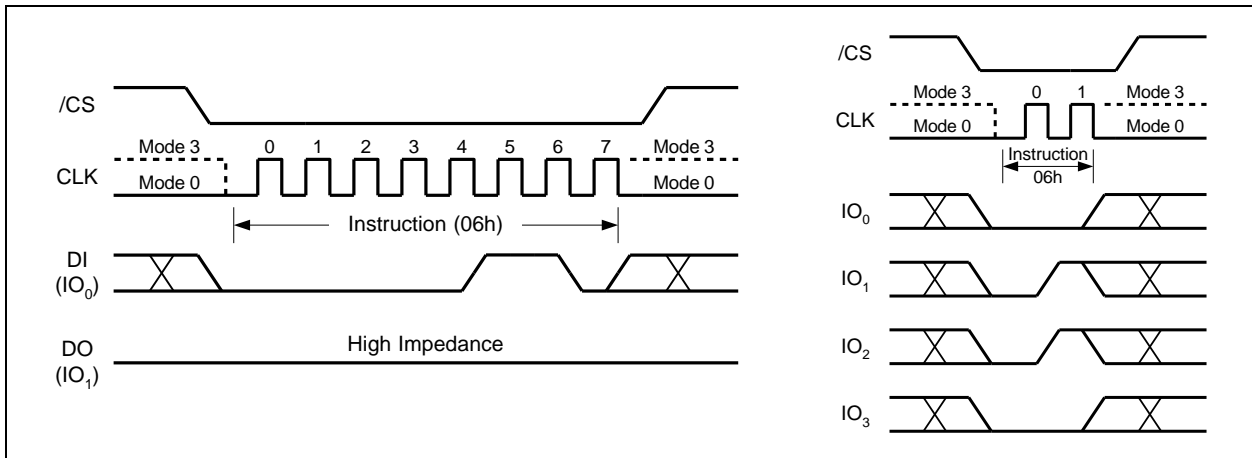 /CS
Mode 3
0 1 2 3 4 5 6 7
Mode 3
CLK
Mode 0
Mode 0
Instruction (06h)
DI
(IO0)
High Impedance
DO
(IO1)
/CS
Mode 3
0 1
Mode 3
CLK
Mode 0
Mode 0
Instruction
06h
IO0
IO1
IO2
IO3